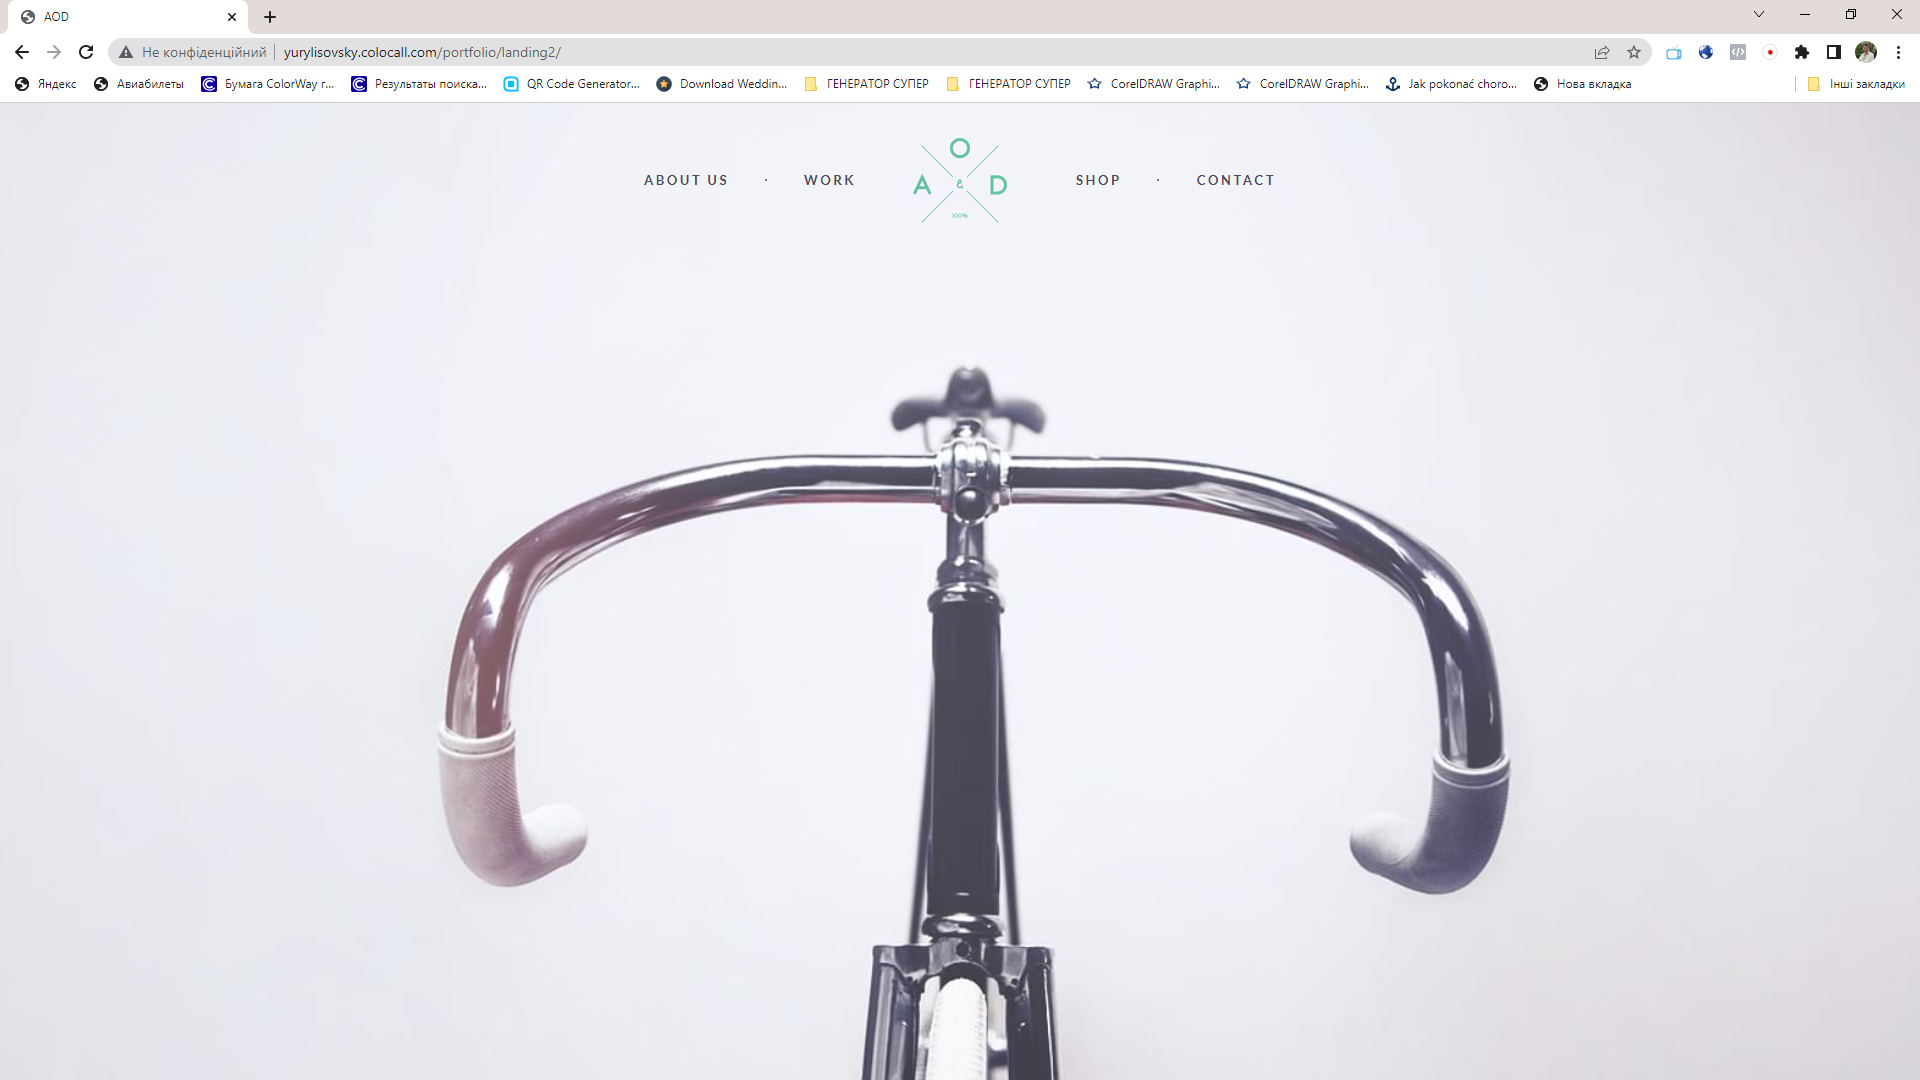 AOD
Не конфіденційний yurylisovsky.colocall.com/portfolio/landing2/
Яндекс Авиабилеты Бумага ColorWay г... Результаты поиска... QR Code Generator... Download Weddin... ГЕНЕРАТОР СУПЕР ГЕНЕРАТОР СУПЕР CorelDRAW Graphi... CorelDRAW Graphi... Jak pokonać choro... Нова вкладка Інші закладки
O
ABOUT US · WORK A & D SHOP · CONTACT
100%